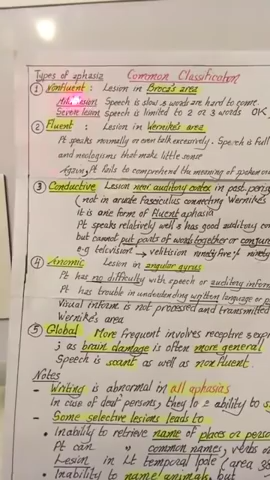 Types of aphasia Common Classification
① Nonfluent: Lesion in Broca's area
Mild lesion Speech is slow & words are hard to come.
Severe lesion Speech is limited to 2 or 3 words OK
② Fluent: Lesion in Wernike's area
Pt speaks normally or even talk excessively. Speech is full
and neologisms that make little sense
Again, Pt fails to comprehend the meaning of spoken
③ Conductive Lesion near auditory cortex in past.
(not in arcuate Fasciculus connecting Wernike's
it is one form of fluent aphasia
Pt speaks relatively well & has good auditory
but cannot put parts of words together or
e.g television → velitision
④ Anomic Lesion in angular gyrus
Pt has no difficulty with speech or auditory
Pt has trouble in understanding written language or
Visual inform. is not processed and transmitted
Wernike's area
⑤ Global More frequent involves receptive &
as brain damage is often more general
Speech is scant as well as non fluent.
Notes
- Writing is abnormal in all aphasias
In case of deaf persons, they lo ability to
- Some selective lesions leads to
• Inability to retrieve name of places or
Pt can " common names, verbs
Lesion in Lt temporal pole (area 38
• Inability to name animals, but